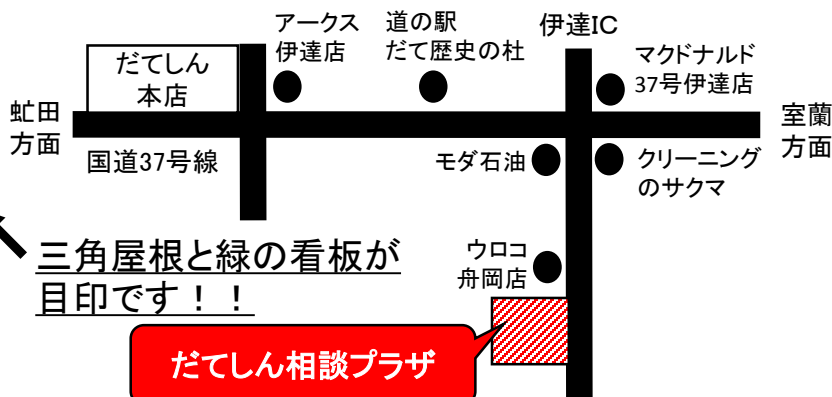 アークス
伊達店
道の駅
だて歴史の杜
伊達IC
マクドナルド
37号伊達店
だてしん
本店
虻田
方面
室蘭
方面
国道37号線
モダ石油
クリーニング
のサクマ
三角屋根と緑の看板が
目印です！！
ウロコ
舟岡店
だてしん相談プラザ